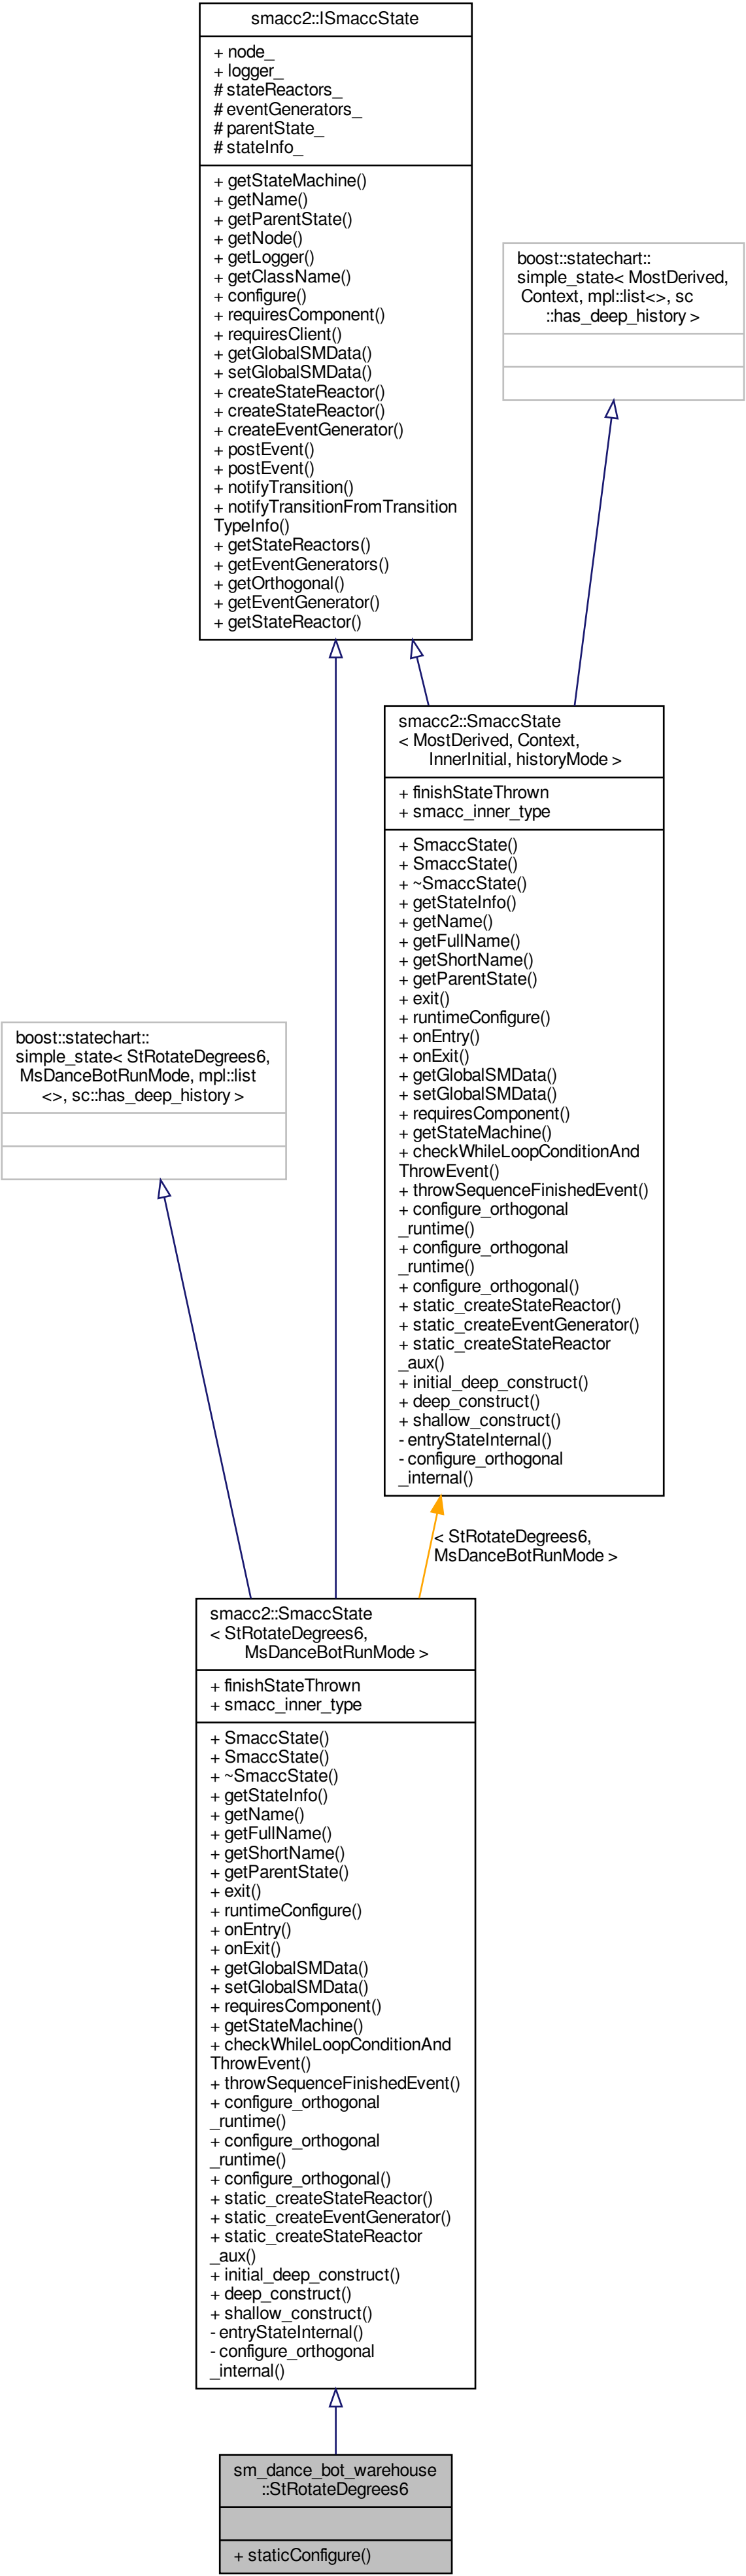 smacc2::ISmaccState
+ node_
+ logger_
# stateReactors_
# eventGenerators_
# parentState_
# stateInfo_
+ getStateMachine()
+ getName()
+ getParentState()
+ getNode()
+ getLogger()
+ getClassName()
+ configure()
+ requiresComponent()
+ requiresClient()
+ getGlobalSMData()
+ setGlobalSMData()
+ createStateReactor()
+ createStateReactor()
+ createEventGenerator()
+ postEvent()
+ postEvent()
+ notifyTransition()
+ notifyTransitionFromTransition
TypeInfo()
+ getStateReactors()
+ getEventGenerators()
+ getOrthogonal()
+ getEventGenerator()
+ getStateReactor()
boost::statechart::
simple_state< MostDerived,
Context, mpl::list<>, sc
::has_deep_history >
smacc2::SmaccState
< MostDerived, Context,
InnerInitial, historyMode >
+ finishStateThrown
+ smacc_inner_type
+ SmaccState()
+ SmaccState()
+ ~SmaccState()
+ getStateInfo()
+ getName()
+ getFullName()
+ getShortName()
+ getParentState()
+ exit()
+ runtimeConfigure()
+ onEntry()
+ onExit()
+ getGlobalSMData()
+ setGlobalSMData()
+ requiresComponent()
+ getStateMachine()
+ checkWhileLoopConditionAnd
ThrowEvent()
+ throwSequenceFinishedEvent()
+ configure_orthogonal
_runtime()
+ configure_orthogonal
_runtime()
+ configure_orthogonal()
+ static_createStateReactor()
+ static_createEventGenerator()
+ static_createStateReactor
_aux()
+ initial_deep_construct()
+ deep_construct()
+ shallow_construct()
- entryStateInternal()
- configure_orthogonal
_internal()
boost::statechart::
simple_state< StRotateDegrees6,
MsDanceBotRunMode, mpl::list
<>, sc::has_deep_history >
< StRotateDegrees6,
MsDanceBotRunMode >
smacc2::SmaccState
< StRotateDegrees6,
MsDanceBotRunMode >
+ finishStateThrown
+ smacc_inner_type
+ SmaccState()
+ SmaccState()
+ ~SmaccState()
+ getStateInfo()
+ getName()
+ getFullName()
+ getShortName()
+ getParentState()
+ exit()
+ runtimeConfigure()
+ onEntry()
+ onExit()
+ getGlobalSMData()
+ setGlobalSMData()
+ requiresComponent()
+ getStateMachine()
+ checkWhileLoopConditionAnd
ThrowEvent()
+ throwSequenceFinishedEvent()
+ configure_orthogonal
_runtime()
+ configure_orthogonal
_runtime()
+ configure_orthogonal()
+ static_createStateReactor()
+ static_createEventGenerator()
+ static_createStateReactor
_aux()
+ initial_deep_construct()
+ deep_construct()
+ shallow_construct()
- entryStateInternal()
- configure_orthogonal
_internal()
sm_dance_bot_warehouse
::StRotateDegrees6
+ staticConfigure()